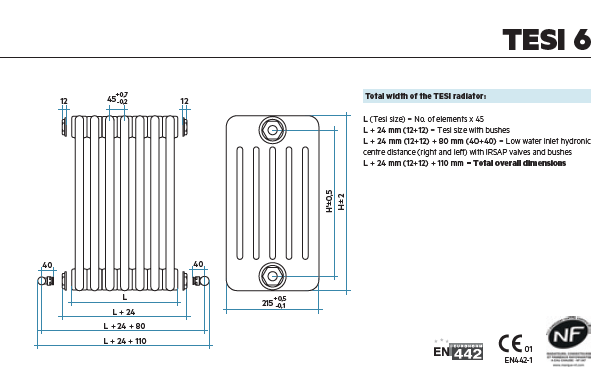 TESI 6
Total width of the TESI radiator:
L (Tesi size) = No. of elements x 45
L + 24 mm (12+12) = Tesi size with bushes
L + 24 mm (12+12) + 80 mm (40+40) = Low water inlet hydronic
centre distance (right and left) with IRSAP valves and bushes
L + 24 mm (12+12) + 110 mm = Total overall dimensions
12
45 +0,7 -0,2
12
H'±0,5
H± 2
40
40
L
L + 24
L + 24 + 80
L + 24 + 110
215 +0,5 -0,1
EN 442
CE 01
EN442-1
NF